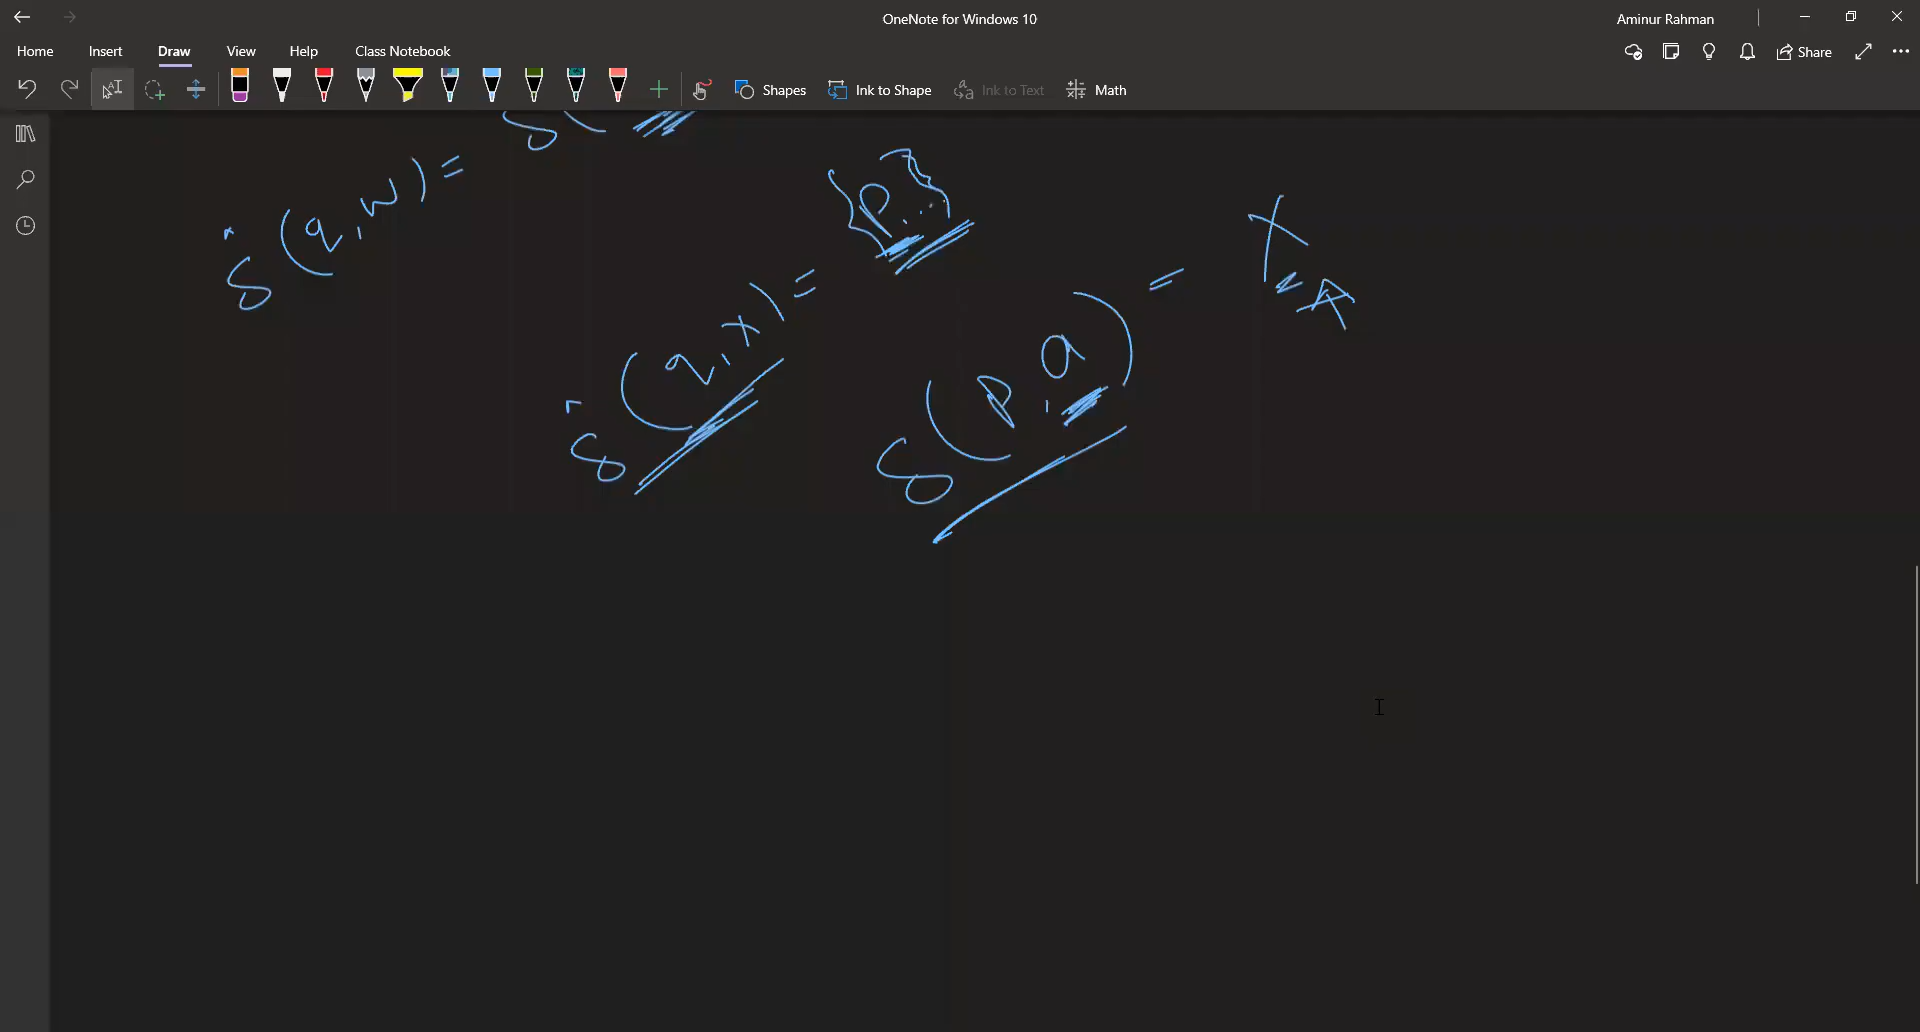 OneNote for Windows 10
Aminur Rahman
Home Insert Draw View Help Class Notebook
Share
Shapes Ink to Shape Ink to Text Math
δ(
δ̂(q, w) =
δ̂(q, x) = {p, ...}
δ(p, a) =